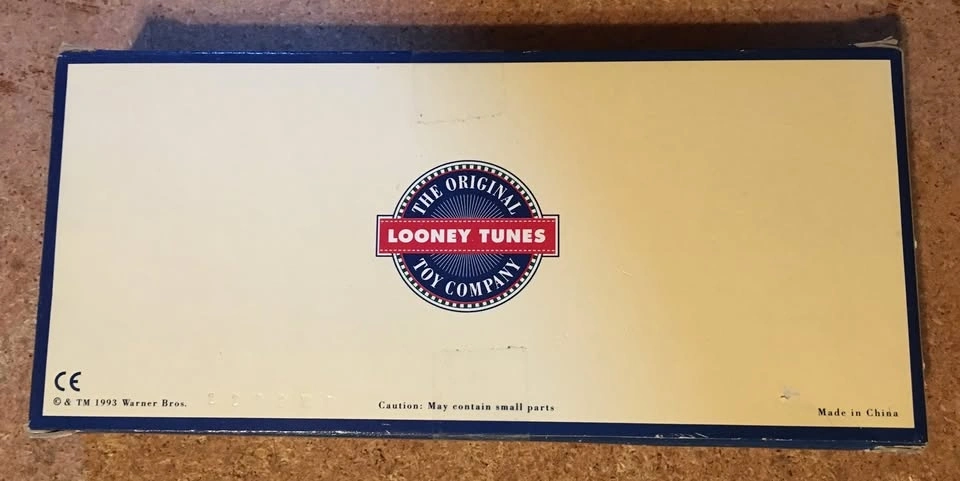 THE ORIGINAL
LOONEY TUNES
TOY COMPANY
CE
© & TM 1993 Warner Bros.
Caution: May contain small parts
Made in China